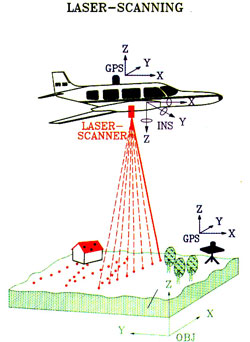 LASER-SCANNING
Z
Y
GPS
X
INS
Y
Z
LASER-
SCANNER
Z
Y
GPS
X
Z
X
Y
OBJ